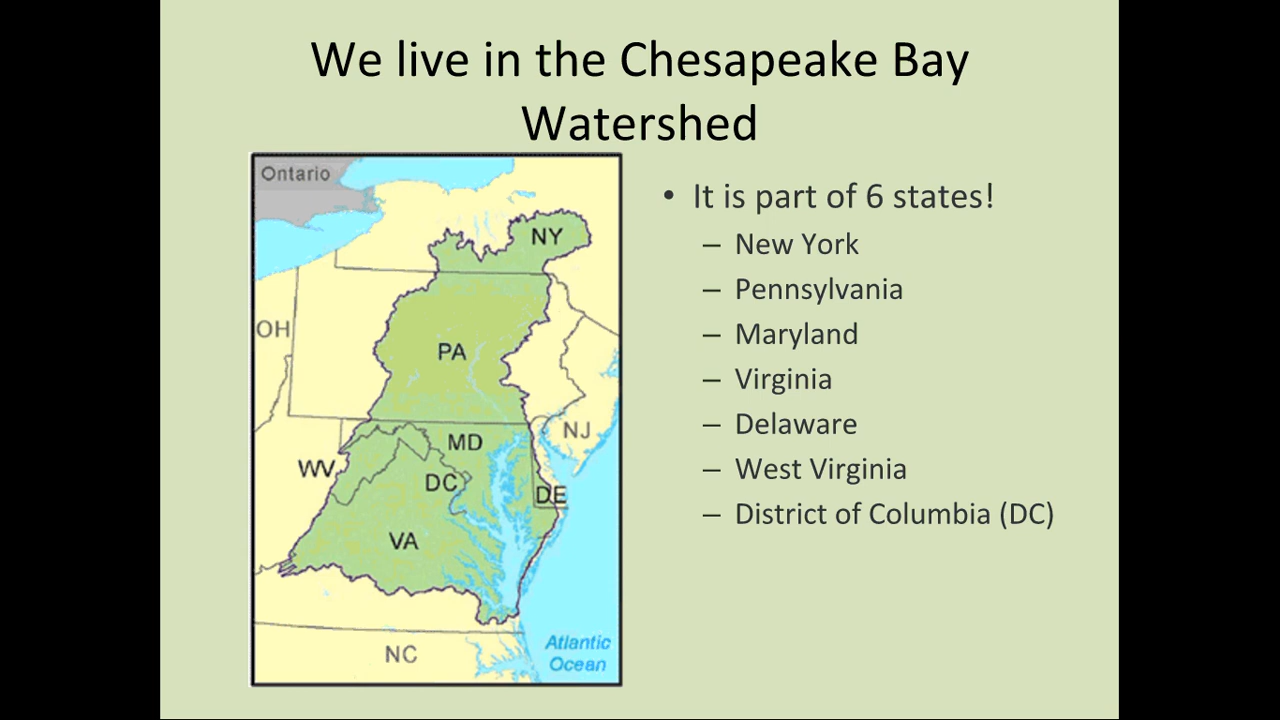 We live in the Chesapeake Bay
Watershed
Ontario
NY
OH
PA
NJ
MD
WV
DC
DE
VA
NC
Atlantic
Ocean
• It is part of 6 states!
– New York
– Pennsylvania
– Maryland
– Virginia
– Delaware
– West Virginia
– District of Columbia (DC)